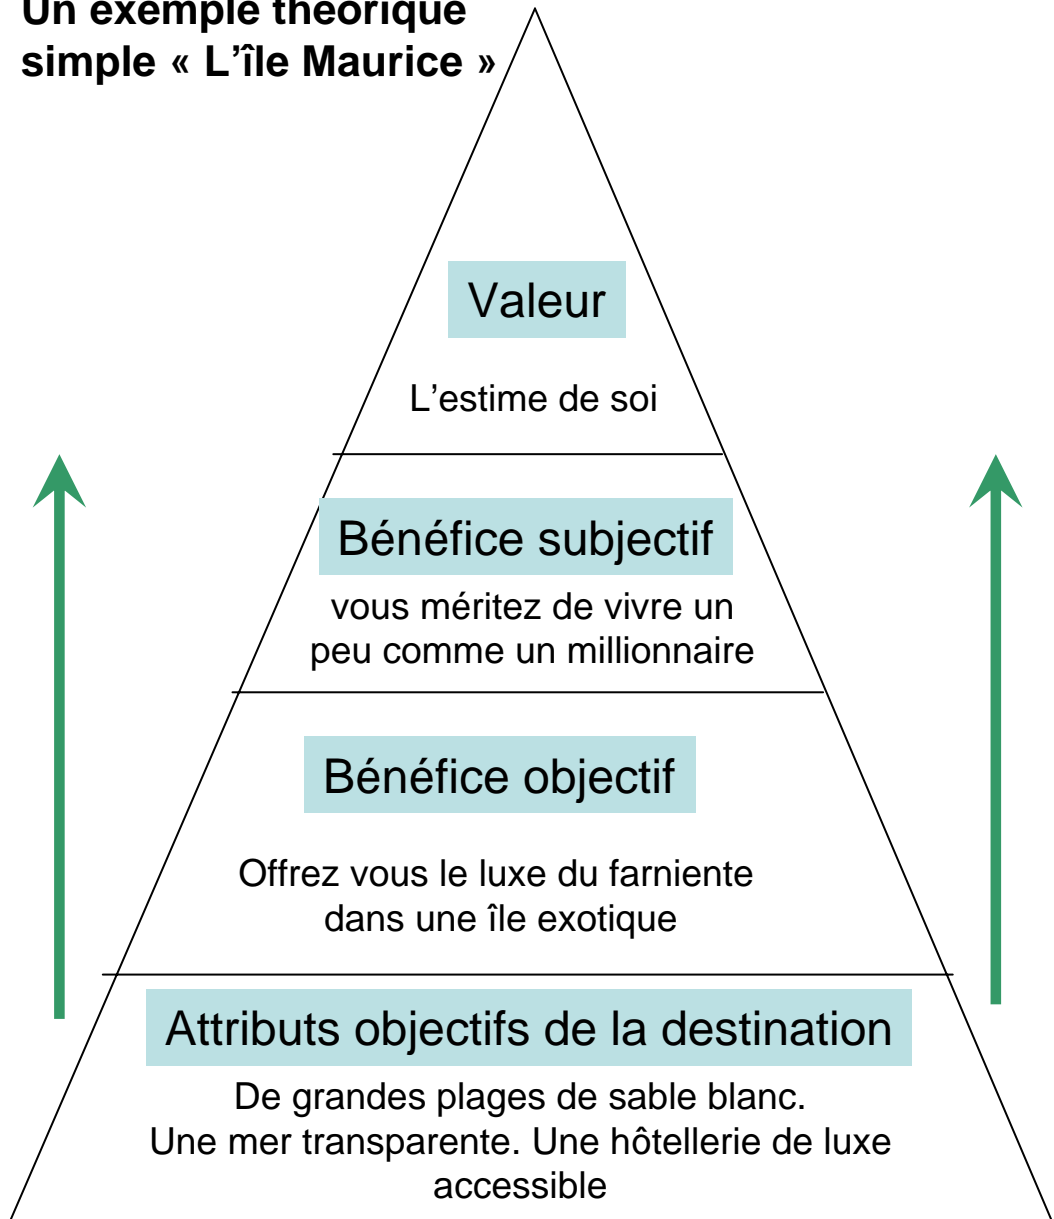 Un exemple théorique
simple « L’île Maurice »
Valeur
L’estime de soi
Bénéfice subjectif
vous méritez de vivre un
peu comme un millionnaire
Bénéfice objectif
Offrez vous le luxe du farniente
dans une île exotique
Attributs objectifs de la destination
De grandes plages de sable blanc.
Une mer transparente. Une hôtellerie de luxe
accessible